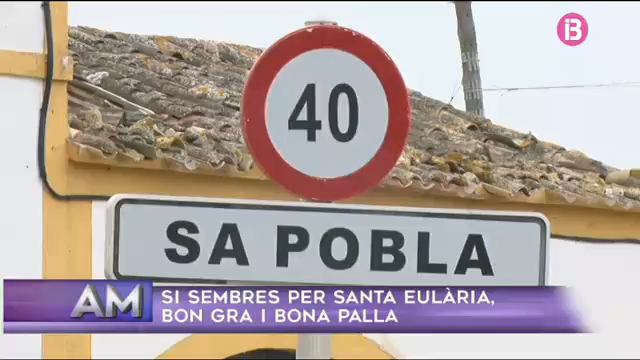 40
SA POBLA
AM
SI SEMBRES PER SANTA EULÀRIA,
BON GRA I BONA PALLA